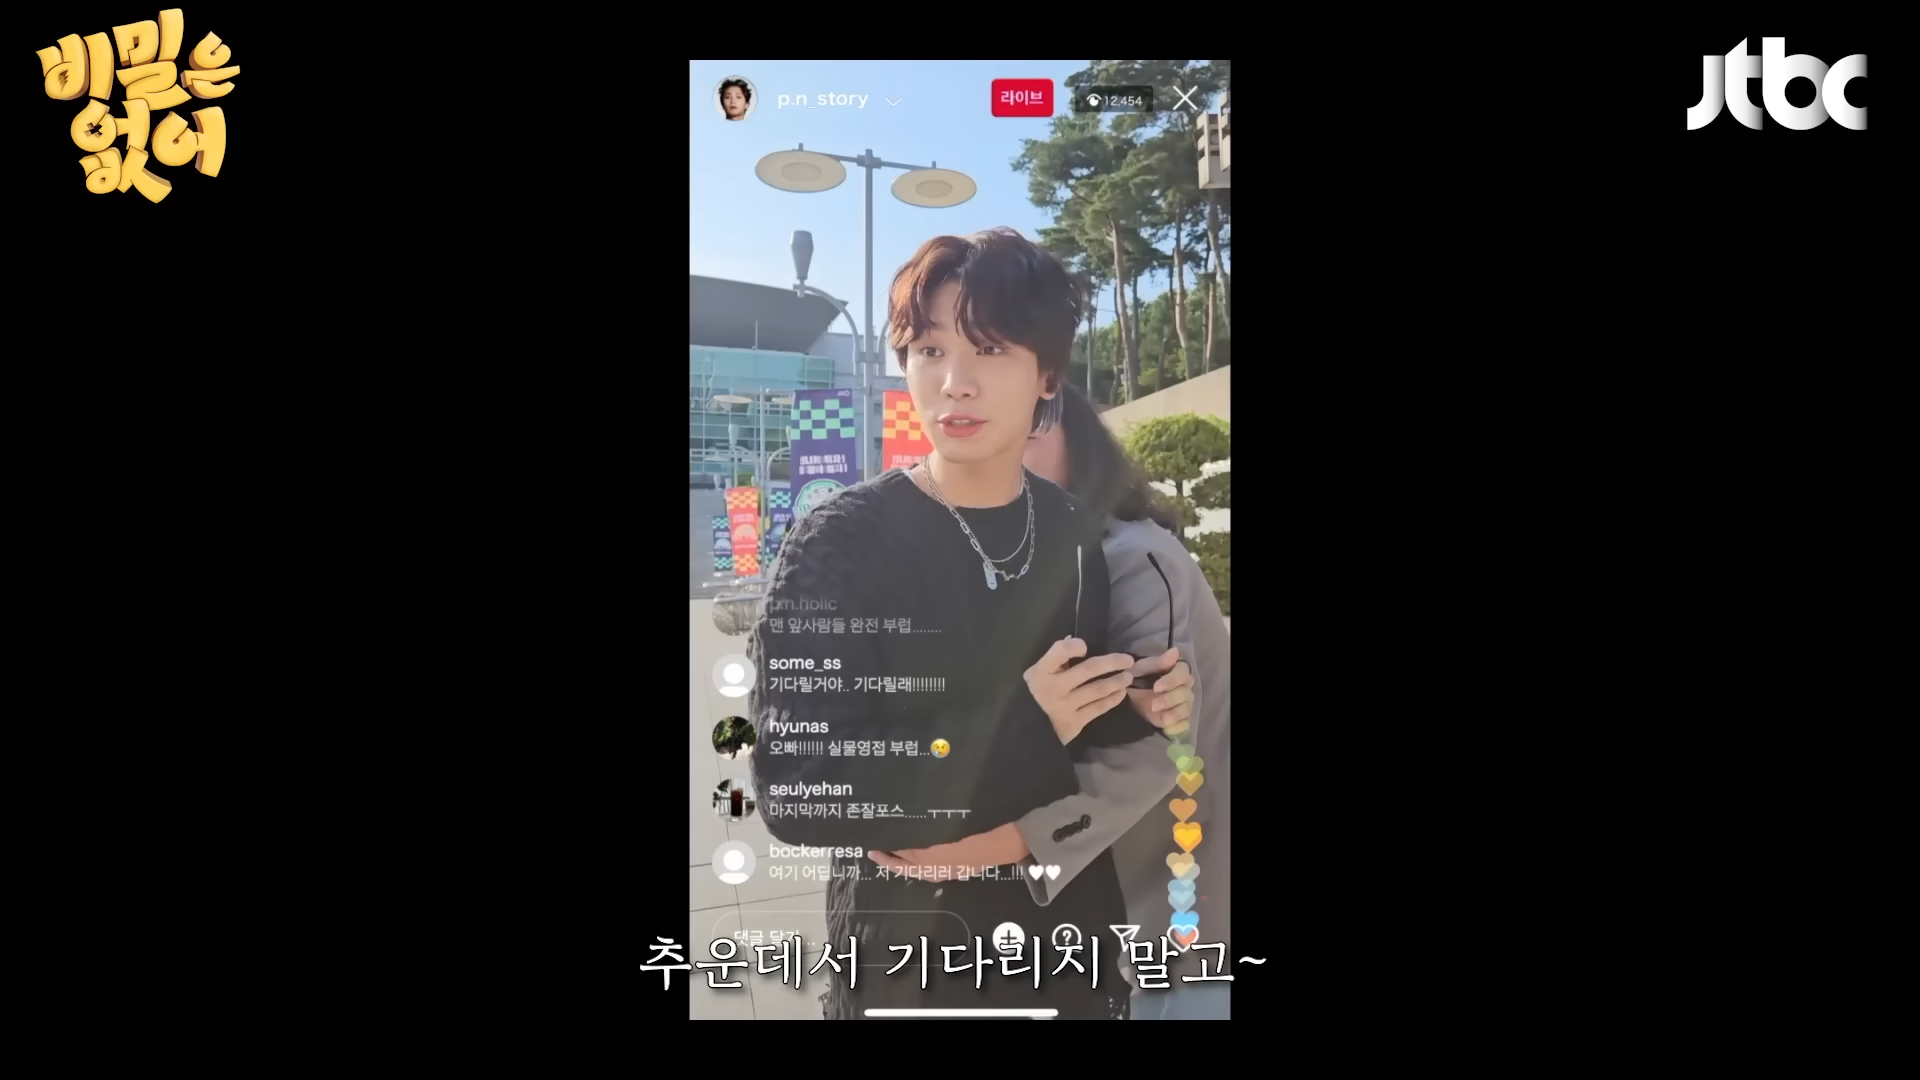 비밀은
없어
jtbc
p.n_story
라이브
12,454
p.n.holic
맨 앞사람들 완전 부럽........
some_ss
기다릴거야.. 기다릴래!!!!!!!!
hyunas
오빠!!!!!! 실물영접 부럽...😢
seulyehan
마지막까지 존잘포스......ㅜㅜㅜ
bockerresa
여기 어딥니까... 저 기다리러 갑니다...!!! ♥♥
댓글 달기...
추운데서 기다리지 말고~